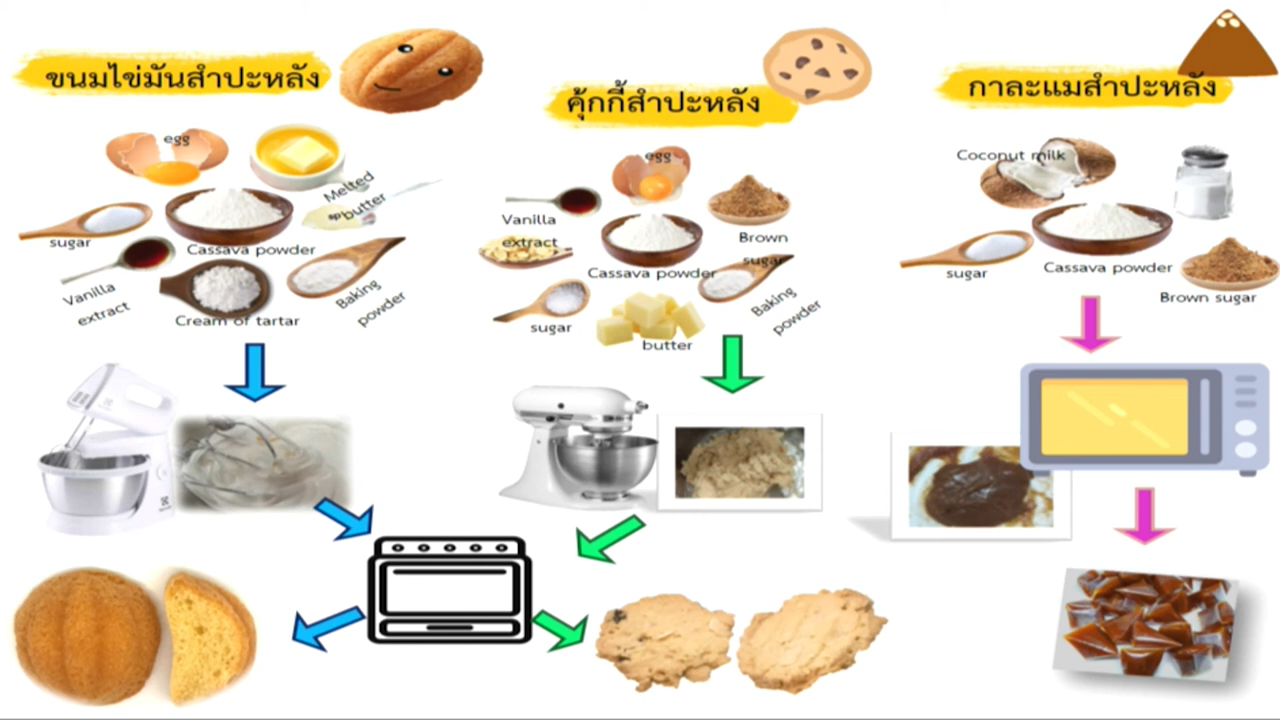 ขนมไข่มันสำปะหลัง
egg
Melted
butter
sugar
Cassava powder
Vanilla
extract
Cream of tartar
Baking
powder
คุ้กกี้สำปะหลัง
egg
Vanilla
extract
Brown
sugar
Cassava powder
sugar
butter
Baking
powder
กาละแมสำปะหลัง
Coconut milk
sugar
Cassava powder
Brown sugar